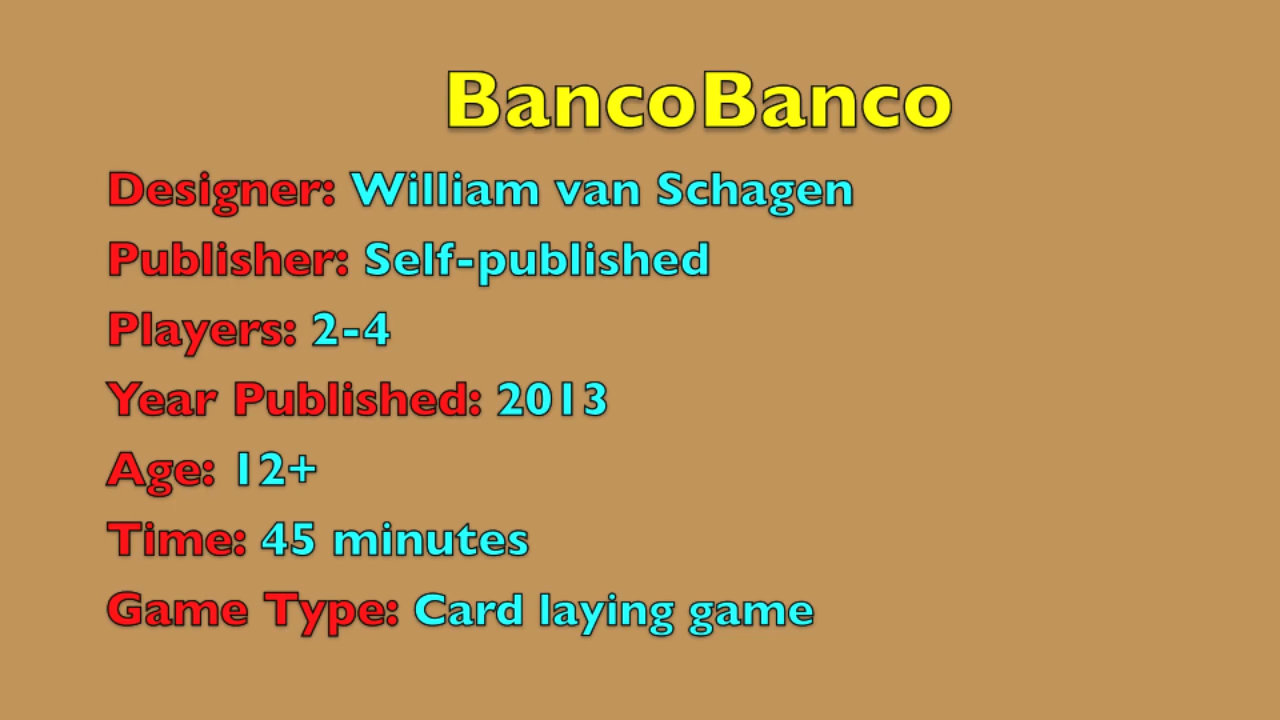 BancoBanco
Designer: William van Schagen
Publisher: Self-published
Players: 2-4
Year Published: 2013
Age: 12+
Time: 45 minutes
Game Type: Card laying game